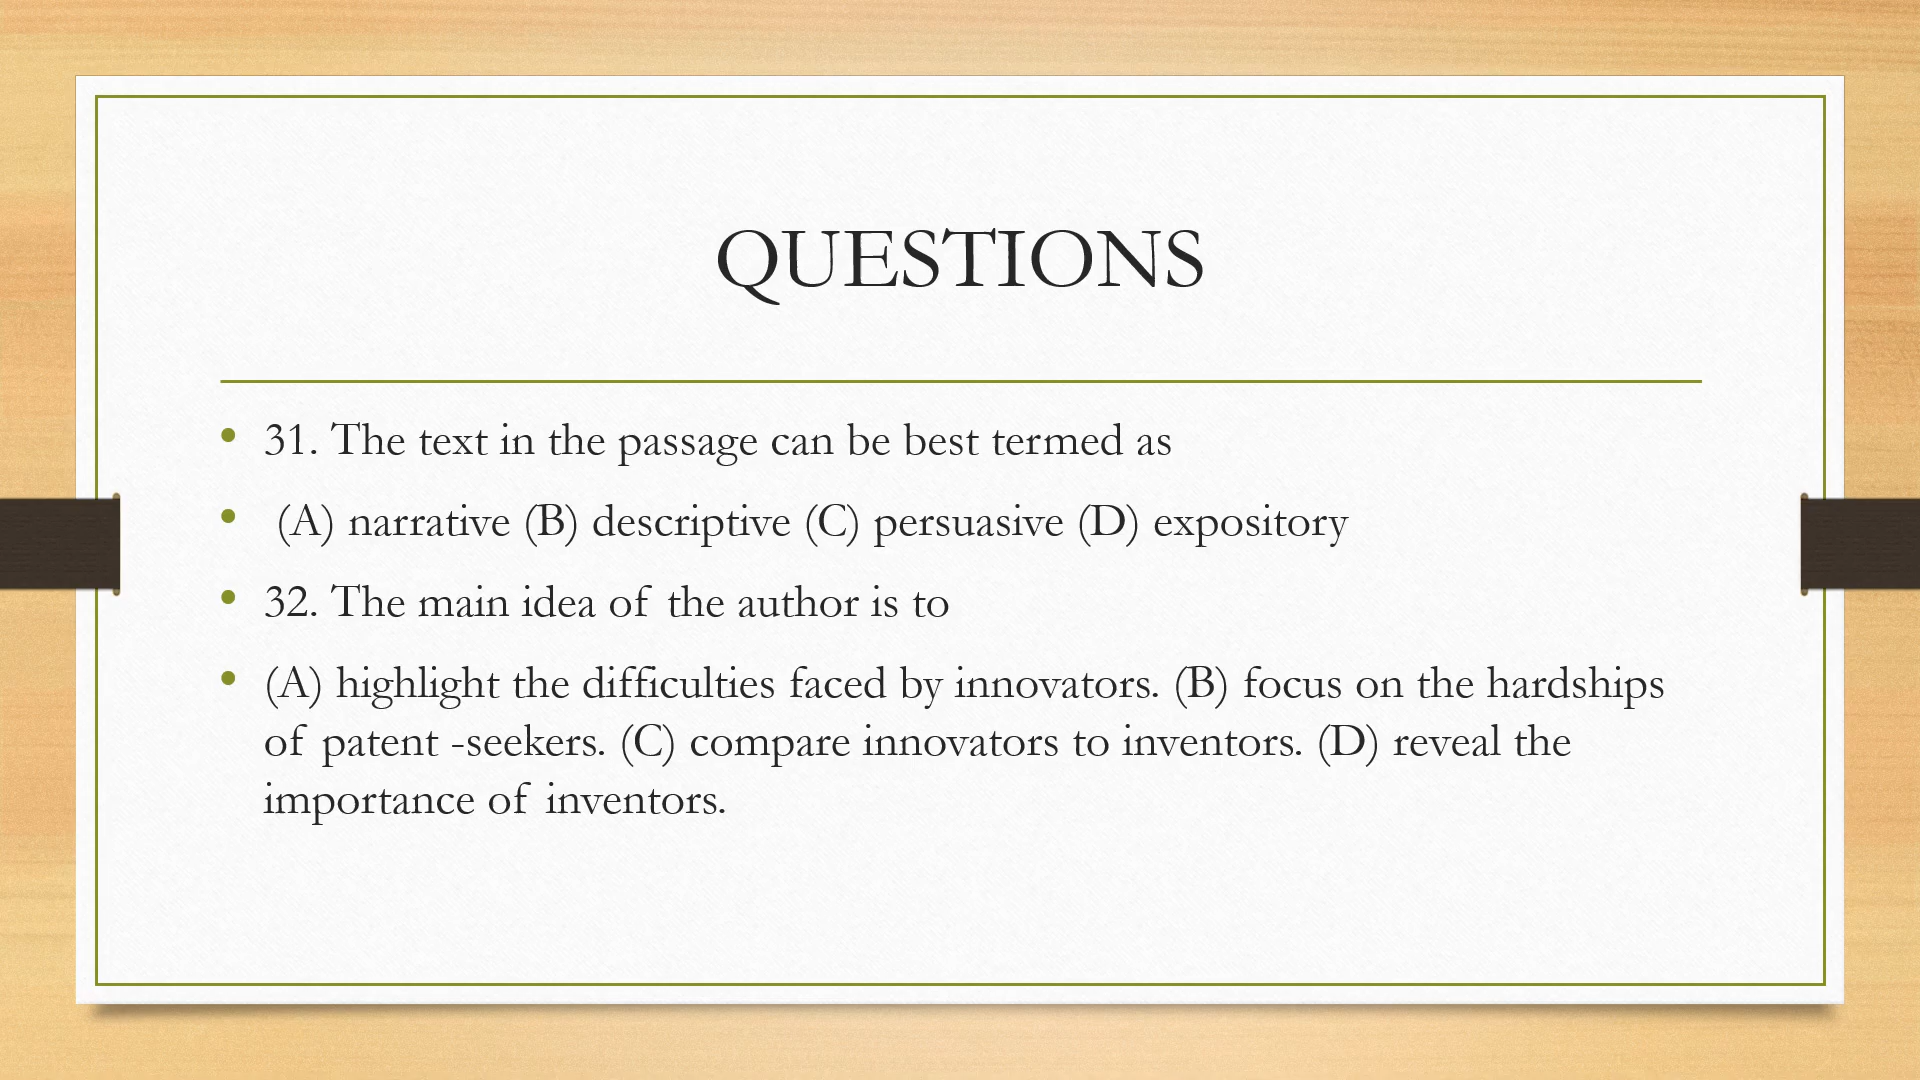 QUESTIONS
• 31. The text in the passage can be best termed as
• (A) narrative (B) descriptive (C) persuasive (D) expository
• 32. The main idea of the author is to
• (A) highlight the difficulties faced by innovators. (B) focus on the hardships
of patent -seekers. (C) compare innovators to inventors. (D) reveal the
importance of inventors.